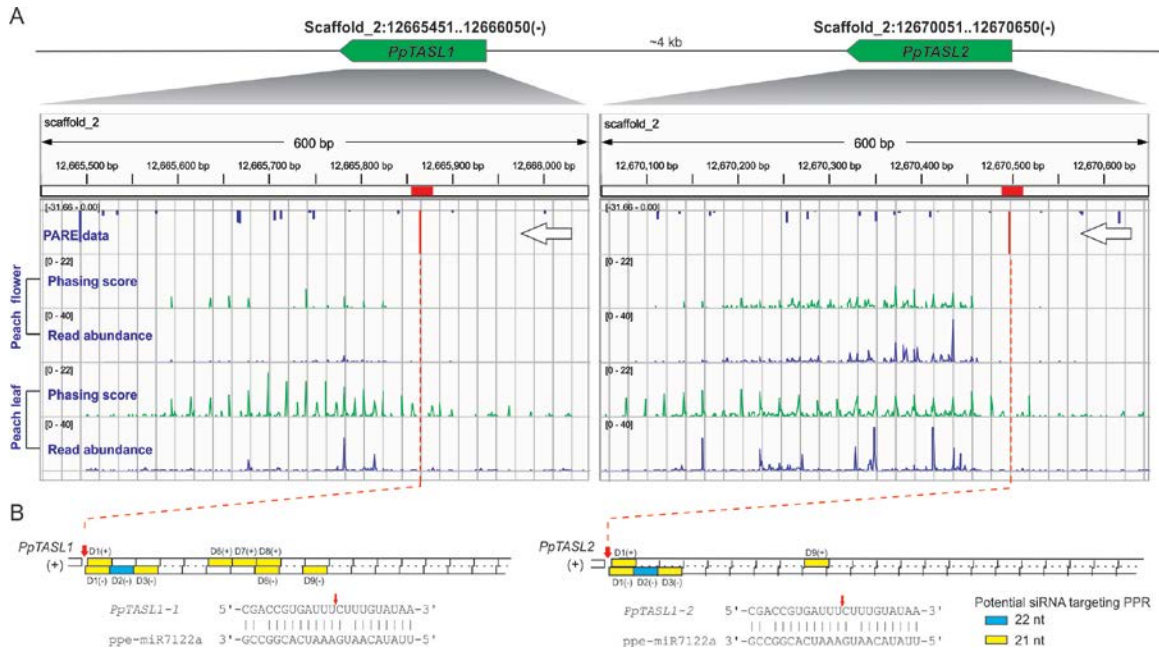 A
Scaffold_2:12665451..12666050(-)
Scaffold_2:12670051..12670650(-)
PpTASL1
~4 kb
PpTASL2
scaffold_2
600 bp
12,665,500 bp 12,665,600 bp 12,665,700 bp 12,665,800 bp 12,665,900 bp 12,666,000 bp
[-31.66 - 0.00]
PARE data
Peach flower
[0 - 22]
Phasing score
[0 - 40]
Read abundance
Peach leaf
[0 - 22]
Phasing score
[0 - 40]
Read abundance
scaffold_2
600 bp
12,670,100 bp 12,670,200 bp 12,670,300 bp 12,670,400 bp 12,670,500 bp 12,670,600 bp
[-31.66 - 0.00]
[0 - 22]
[0 - 40]
[0 - 22]
[0 - 40]
B
PpTASL1
(+)
D1(+) D6(+) D7(+) D8(+)
D1(-) D2(-) D3(-) D6(-) D9(-)
PpTASL1-1 5'-CGACCGUGAUUUCUUUGUAUAA-3'
ppe-miR7122a 3'-GCCGGCACUAAAGUAACAUAUU-5'
PpTASL2
(+)
D1(+) D9(+)
D1(-) D2(-) D3(-)
PpTASL1-2 5'-CGACCGUGAUUUCUUUGUAUAA-3'
ppe-miR7122a 3'-GCCGGCACUAAAGUAACAUAUU-5'
Potential siRNA targeting PPR
22 nt
21 nt